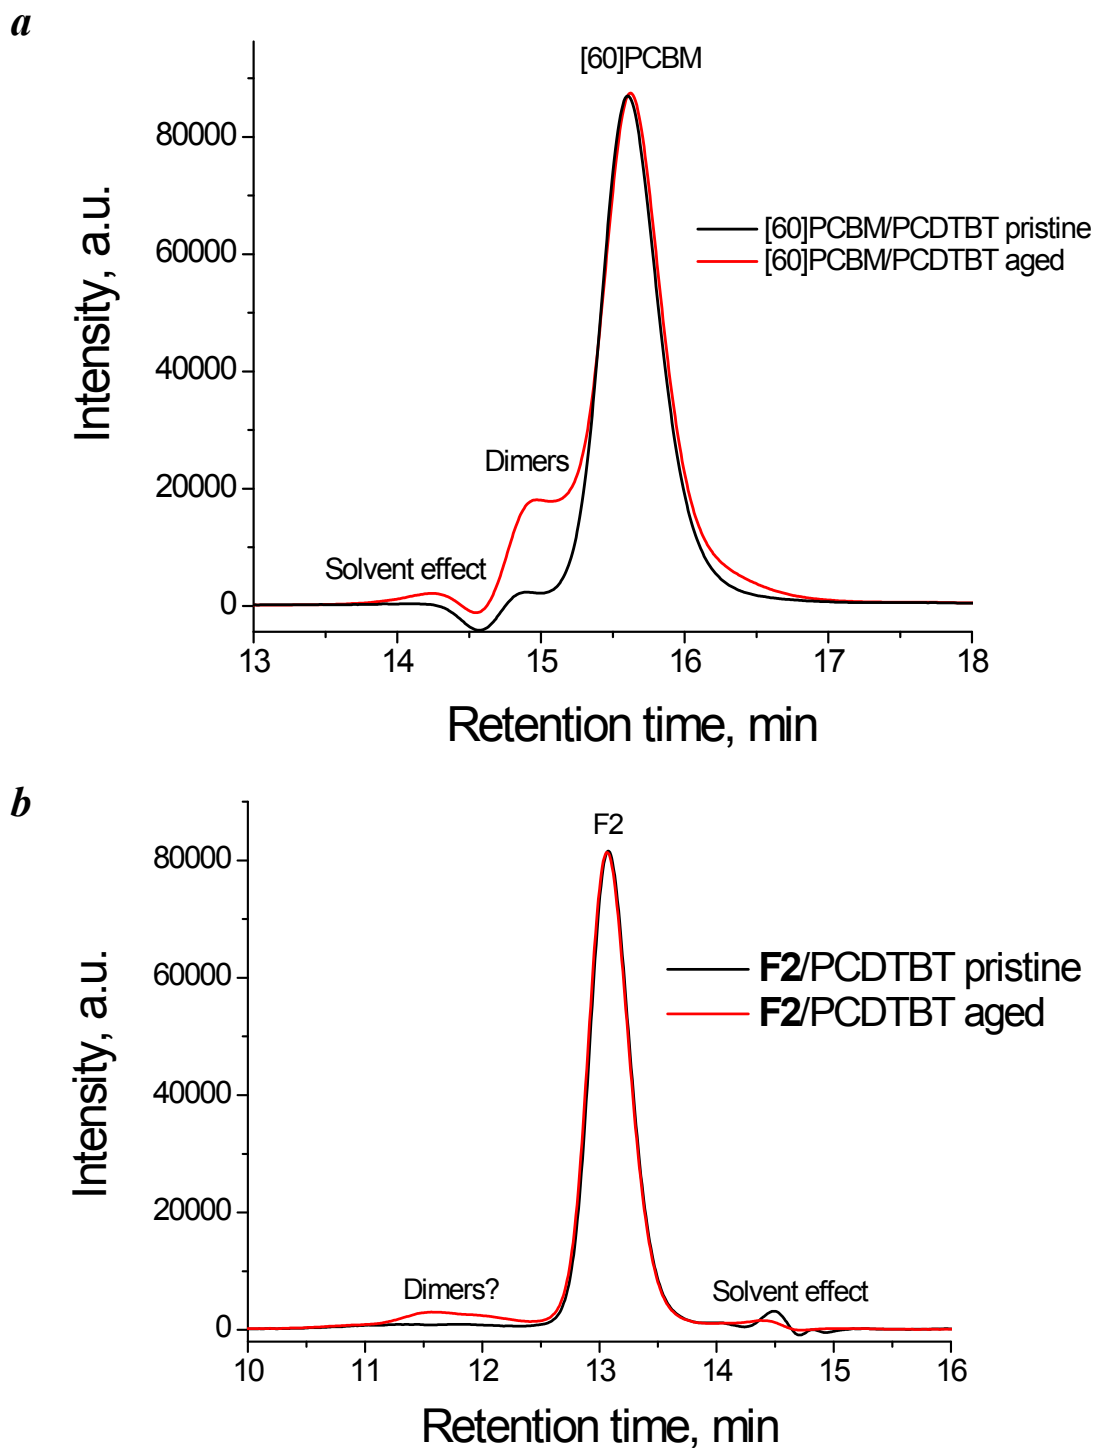 a
[60]PCBM
80000
[60]PCBM/PCDTBT pristine
[60]PCBM/PCDTBT aged
60000
40000
Dimers
20000
Solvent effect
0
13 14 15 16 17 18
Intensity, a.u.
Retention time, min
b
F2
80000
F2/PCDTBT pristine
F2/PCDTBT aged
60000
40000
20000
Dimers?
Solvent effect
0
10 11 12 13 14 15 16
Intensity, a.u.
Retention time, min